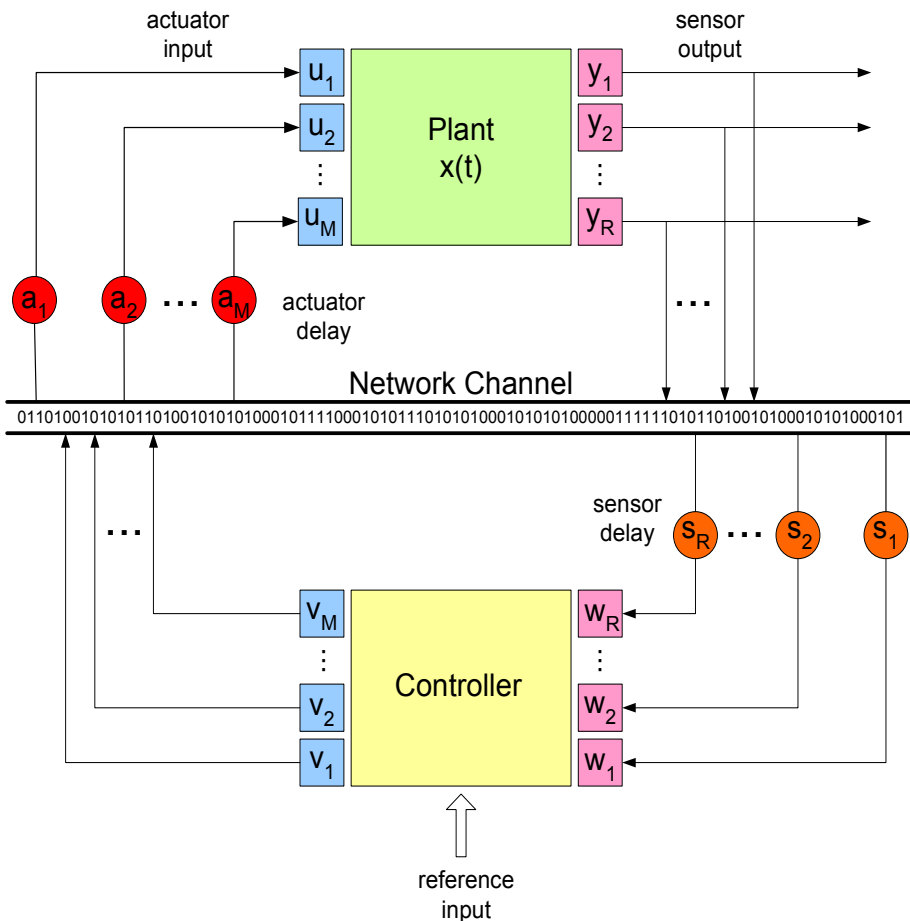 actuator
input
sensor
output
u1
u2
⋮
uM
Plant
x(t)
y1
y2
⋮
yR
a1
a2
...
aM
actuator
delay
...
Network Channel
...
sensor
delay
sR
...
s2
s1
vM
⋮
v2
v1
Controller
wR
⋮
w2
w1
reference
input